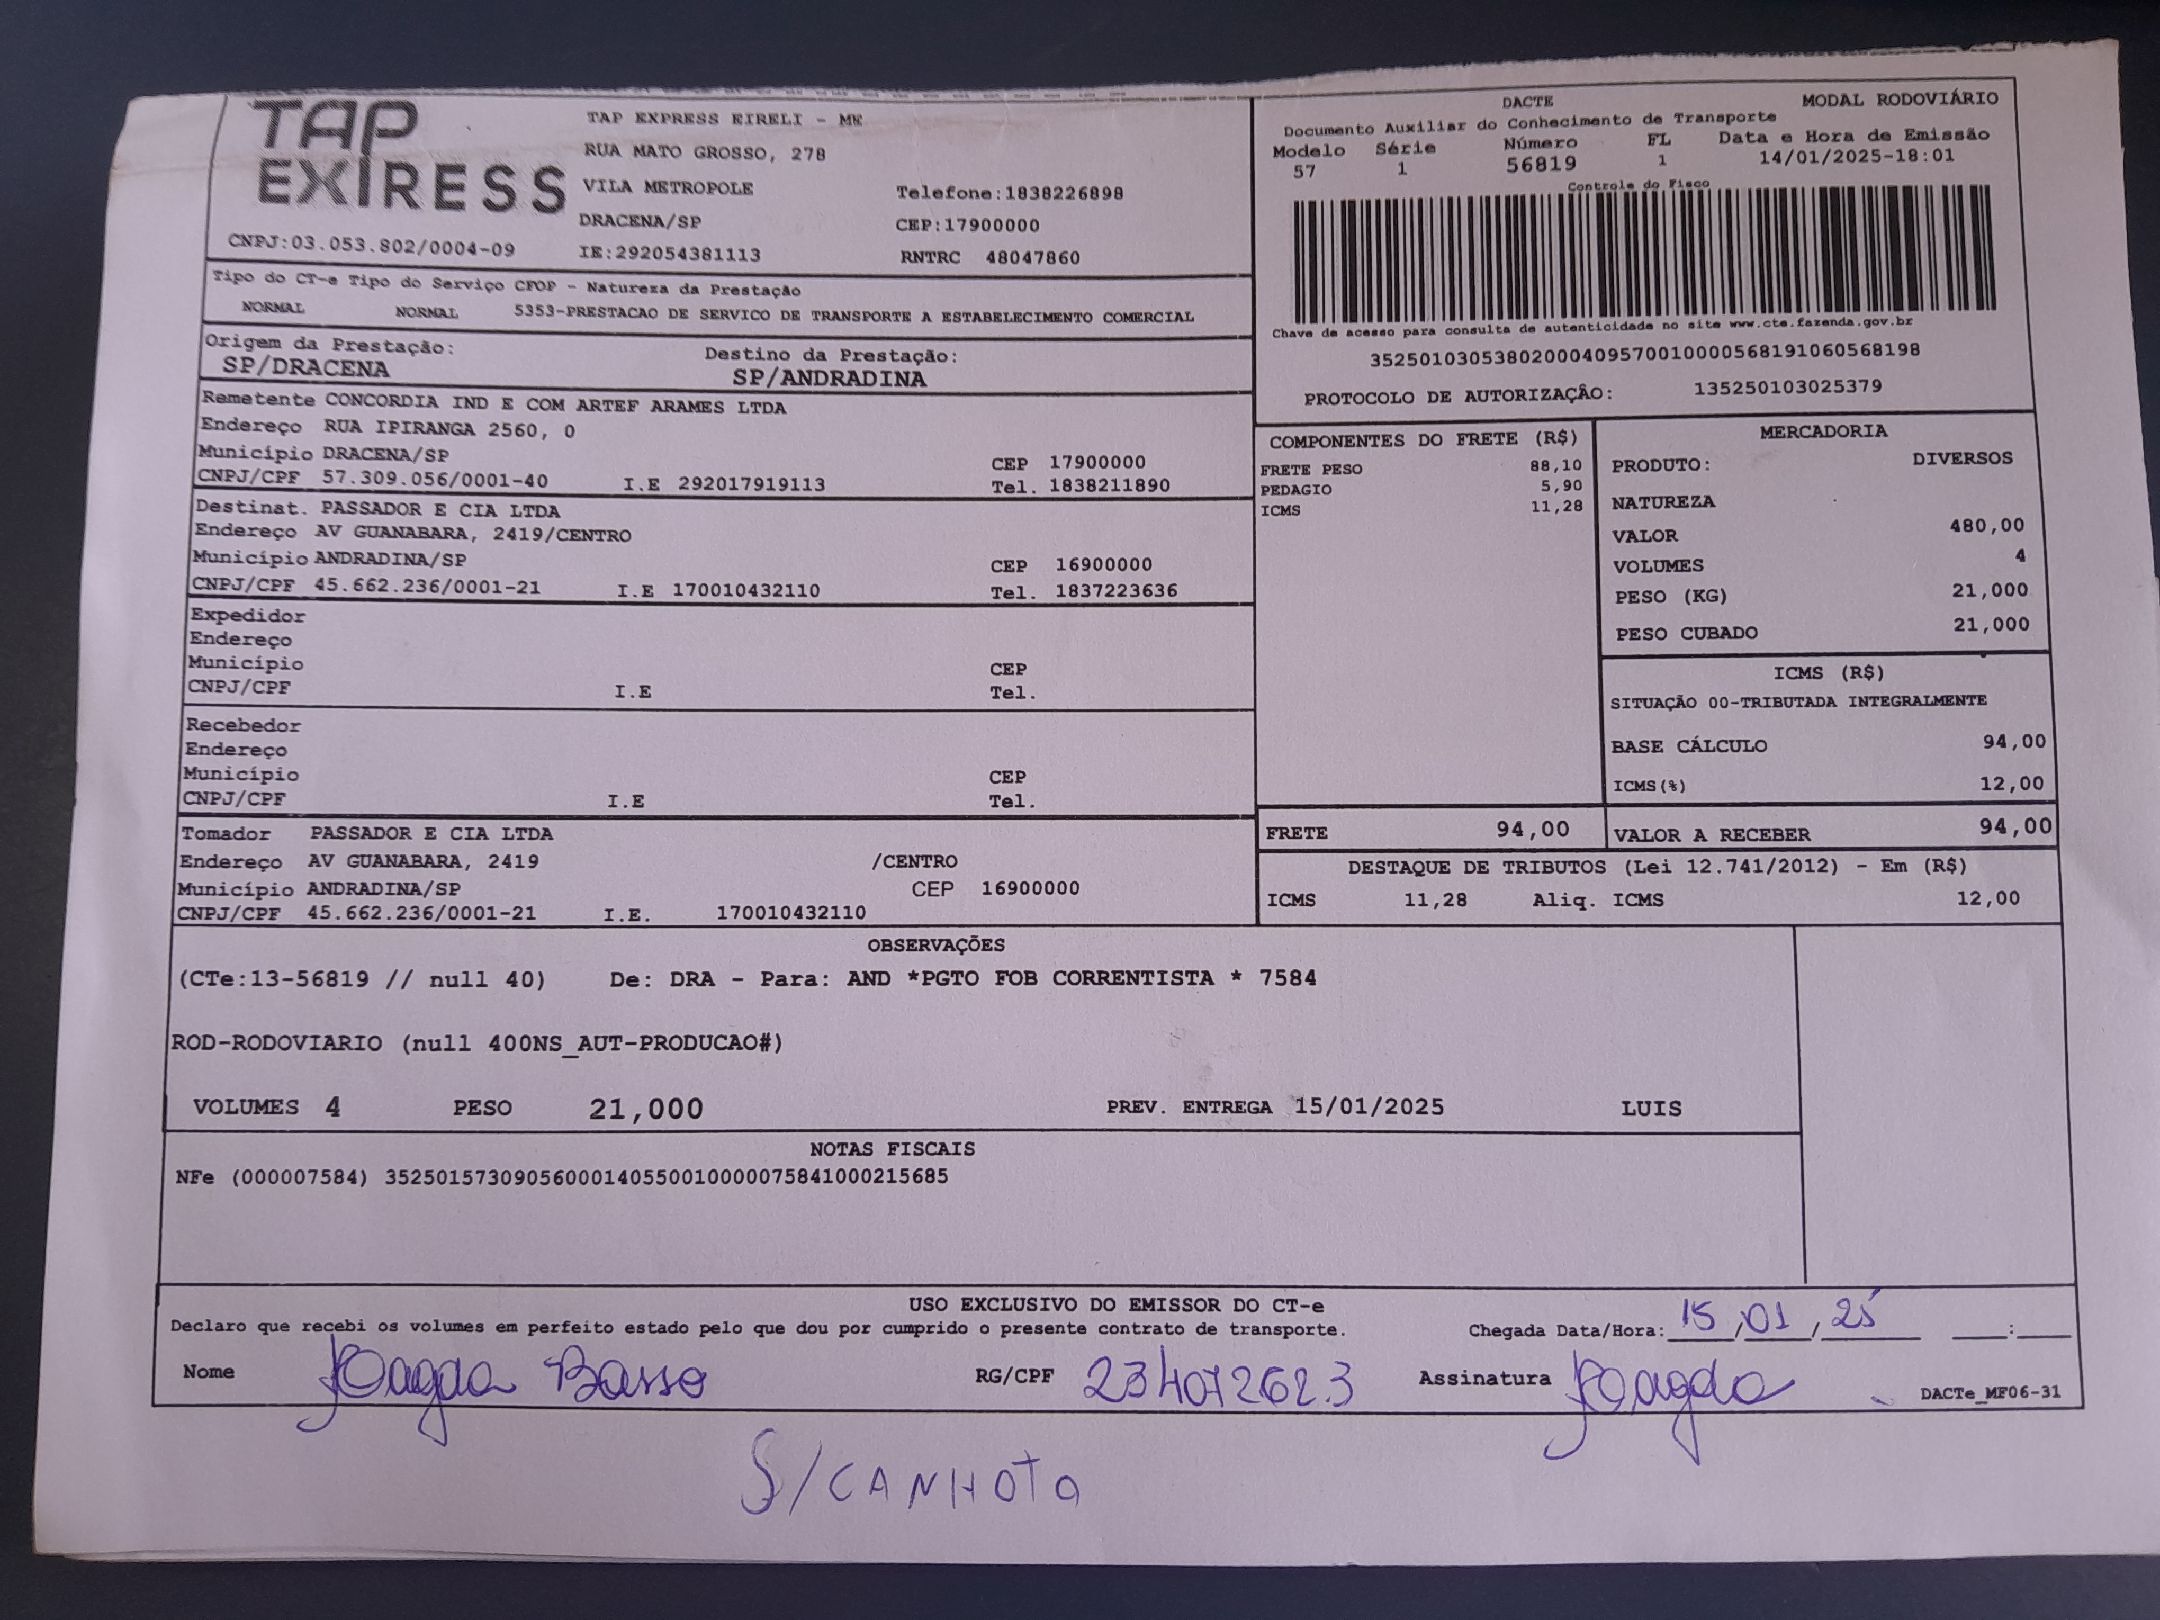 TAP
EXPRESS
CNPJ:03.053.802/0004-09
TAP EXPRESS EIRELI - ME
RUA MATO GROSSO, 278
VILA METROPOLE Telefone:1838226898
DRACENA/SP CEP:17900000
IE:292054381113 RNTRC 48047860
DACTE MODAL RODOVIÁRIO
Documento Auxiliar do Conhecimento de Transporte
Modelo Série Número FL Data e Hora de Emissão
57 1 56819 1 14/01/2025-18:01
Controle do Fisco
Chave de acesso para consulta de autenticidade no site www.cte.fazenda.gov.br
35250103053802000409570010000568191060568198
PROTOCOLO DE AUTORIZAÇÃO: 135250103025379
Tipo do CT-e Tipo do Serviço CFOP - Natureza da Prestação
NORMAL NORMAL 5353-PRESTACAO DE SERVICO DE TRANSPORTE A ESTABELECIMENTO COMERCIAL
Origem da Prestação: Destino da Prestação:
SP/DRACENA SP/ANDRADINA
Remetente CONCORDIA IND E COM ARTEF ARAMES LTDA
Endereço RUA IPIRANGA 2560, 0
Município DRACENA/SP CEP 17900000
CNPJ/CPF 57.309.056/0001-40 I.E 292017919113 Tel. 1838211890
Destinat. PASSADOR E CIA LTDA
Endereço AV GUANABARA, 2419/CENTRO
Município ANDRADINA/SP CEP 16900000
CNPJ/CPF 45.662.236/0001-21 I.E 170010432110 Tel. 1837223636
Expedidor
Endereço
Município CEP
CNPJ/CPF I.E Tel.
Recebedor
Endereço
Município CEP
CNPJ/CPF I.E Tel.
Tomador PASSADOR E CIA LTDA
Endereço AV GUANABARA, 2419 /CENTRO
Município ANDRADINA/SP CEP 16900000
CNPJ/CPF 45.662.236/0001-21 I.E. 170010432110
COMPONENTES DO FRETE (R$)
FRETE PESO 88,10
PEDAGIO 5,90
ICMS 11,28
MERCADORIA
PRODUTO: DIVERSOS
NATUREZA
VALOR 480,00
VOLUMES 4
PESO (KG) 21,000
PESO CUBADO 21,000
ICMS (R$)
SITUAÇÃO 00-TRIBUTADA INTEGRALMENTE
BASE CÁLCULO 94,00
ICMS(%) 12,00
FRETE 94,00 VALOR A RECEBER 94,00
DESTAQUE DE TRIBUTOS (Lei 12.741/2012) - Em (R$)
ICMS 11,28 Aliq. ICMS 12,00
OBSERVAÇÕES
(CTe:13-56819 // null 40) De: DRA - Para: AND *PGTO FOB CORRENTISTA * 7584
ROD-RODOVIARIO (null 400NS_AUT-PRODUCAO#)
VOLUMES 4 PESO 21,000 PREV. ENTREGA 15/01/2025 LUIS
NOTAS FISCAIS
NFe (000007584) 35250157309056000140550010000075841000215685
USO EXCLUSIVO DO EMISSOR DO CT-e
Declaro que recebi os volumes em perfeito estado pelo que dou por cumprido o presente contrato de transporte. Chegada Data/Hora: 15/01/25 __:__
Nome Magda Basso RG/CPF 234072623 Assinatura Magda DACTe_MF06-31
S/CANHOTO